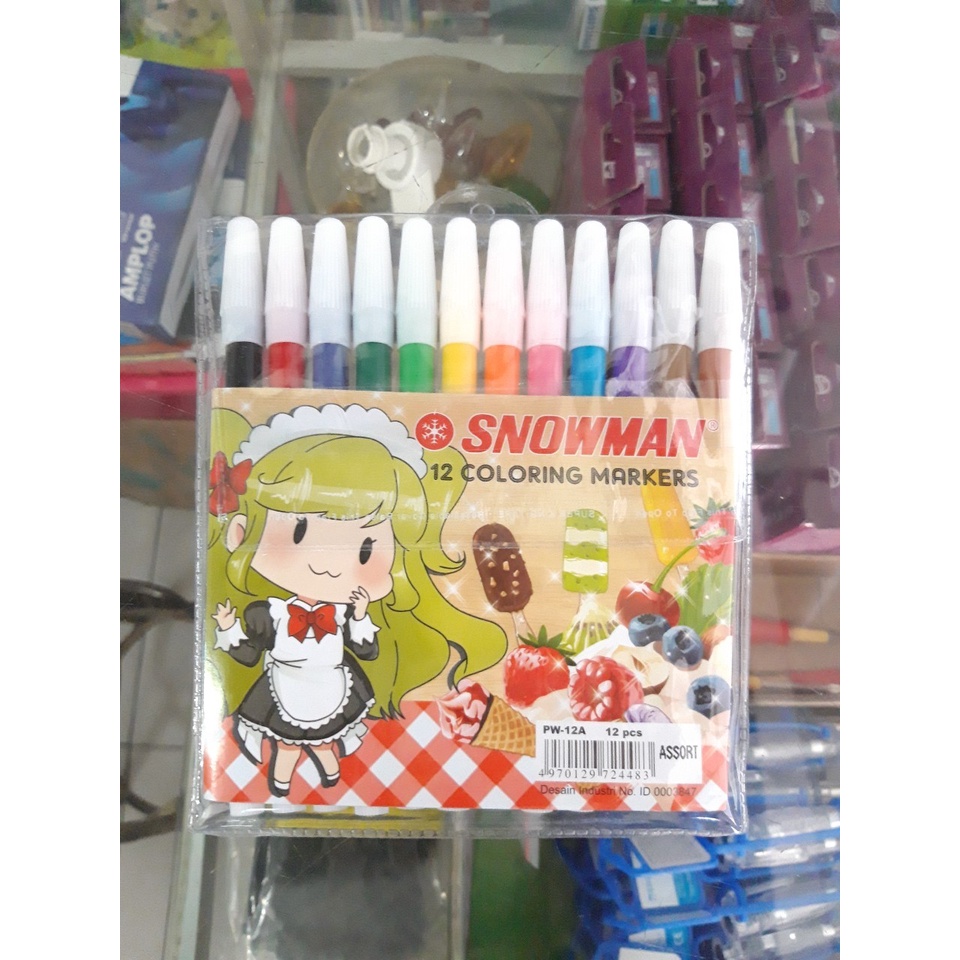 AMPLOP
SNOWMAN®
12 COLORING MARKERS
PW-12A 12 pcs
ASSORT
4 970129 724483
Desain Industri No. ID 0003847